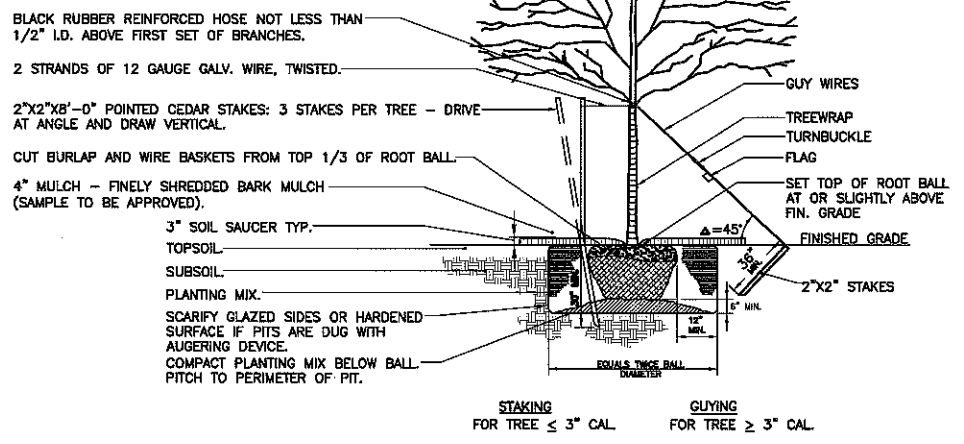 BLACK RUBBER REINFORCED HOSE NOT LESS THAN
1/2" I.D. ABOVE FIRST SET OF BRANCHES.
2 STRANDS OF 12 GAUGE GALV. WIRE, TWISTED.
2"X2"X8'-0" POINTED CEDAR STAKES: 3 STAKES PER TREE – DRIVE
AT ANGLE AND DRAW VERTICAL.
CUT BURLAP AND WIRE BASKETS FROM TOP 1/3 OF ROOT BALL.
4" MULCH – FINELY SHREDDED BARK MULCH
(SAMPLE TO BE APPROVED).
3" SOIL SAUCER TYP.
TOPSOIL.
SUBSOIL.
PLANTING MIX.
SCARIFY GLAZED SIDES OR HARDENED
SURFACE IF PITS ARE DUG WITH
AUGERING DEVICE.
COMPACT PLANTING MIX BELOW BALL.
PITCH TO PERIMETER OF PIT.
GUY WIRES
TREEWRAP
TURNBUCKLE
FLAG
SET TOP OF ROOT BALL
AT OR SLIGHTLY ABOVE
FIN. GRADE
Δ=45°
FINISHED GRADE
36"
MIN.
2"X2" STAKES
MIN.
6" MIN.
12"
MIN.
EQUALS TWICE BALL
DIAMETER
STAKING
FOR TREE ≤ 3" CAL.
GUYING
FOR TREE ≥ 3" CAL.